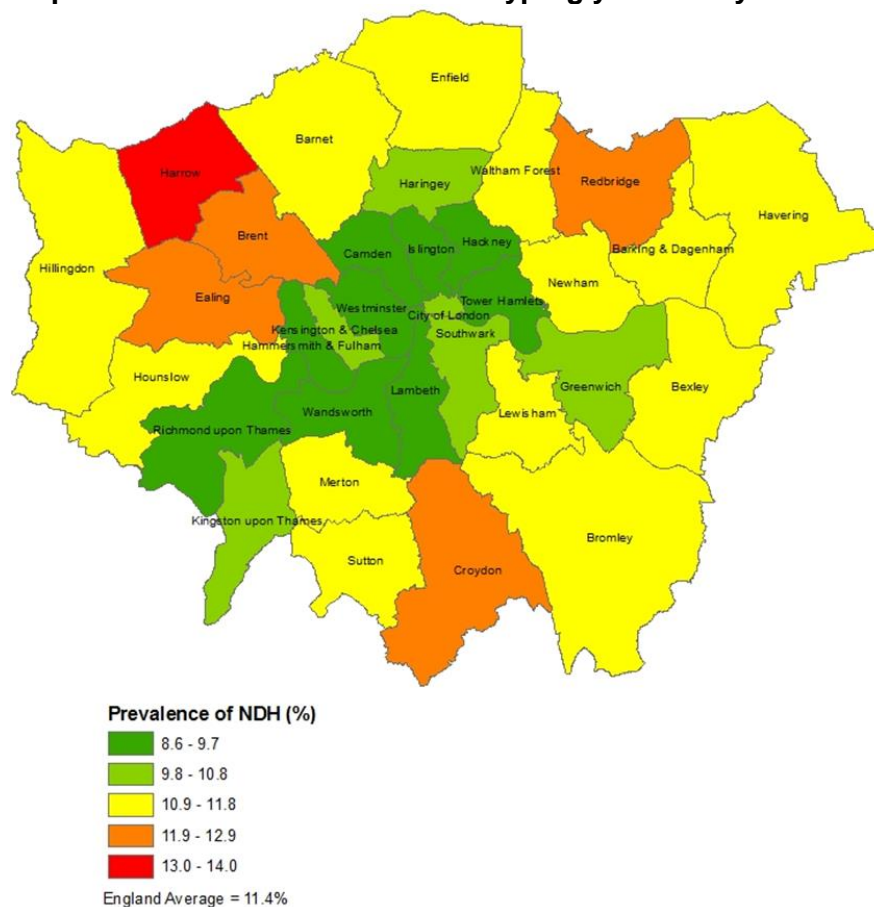 Enfield
Barnet
Harrow
Haringey
Waltham Forest
Redbridge
Havering
Brent
Camden
Islington
Hackney
Barking & Dagenham
Hillingdon
Newham
Ealing
Westminster
Tower Hamlets
City of London
Kensington & Chelsea
Southwark
Hammersmith & Fulham
Hounslow
Greenwich
Bexley
Lambeth
Wandsworth
Lewisham
Richmond upon Thames
Merton
Kingston upon Thames
Bromley
Sutton
Croydon
Prevalence of NDH (%)
8.6 - 9.7
9.8 - 10.8
10.9 - 11.8
11.9 - 12.9
13.0 - 14.0
England Average = 11.4%